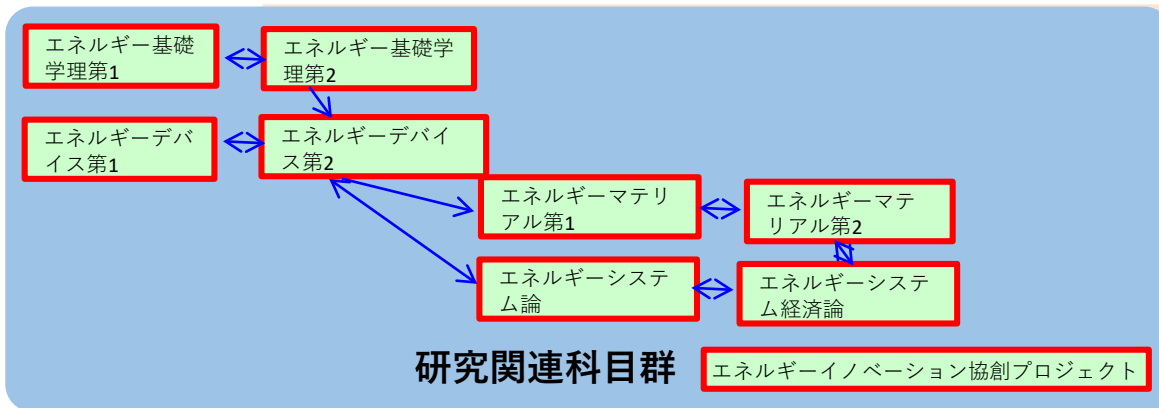 エネルギー基礎
学理第1
エネルギー基礎学
理第2
エネルギーデバ
イス第1
エネルギーデバイ
ス第2
エネルギーマテリ
アル第1
エネルギーマテ
リアル第2
エネルギーシステ
ム論
エネルギーシステ
ム経済論
研究関連科目群
エネルギーイノベーション協創プロジェクト